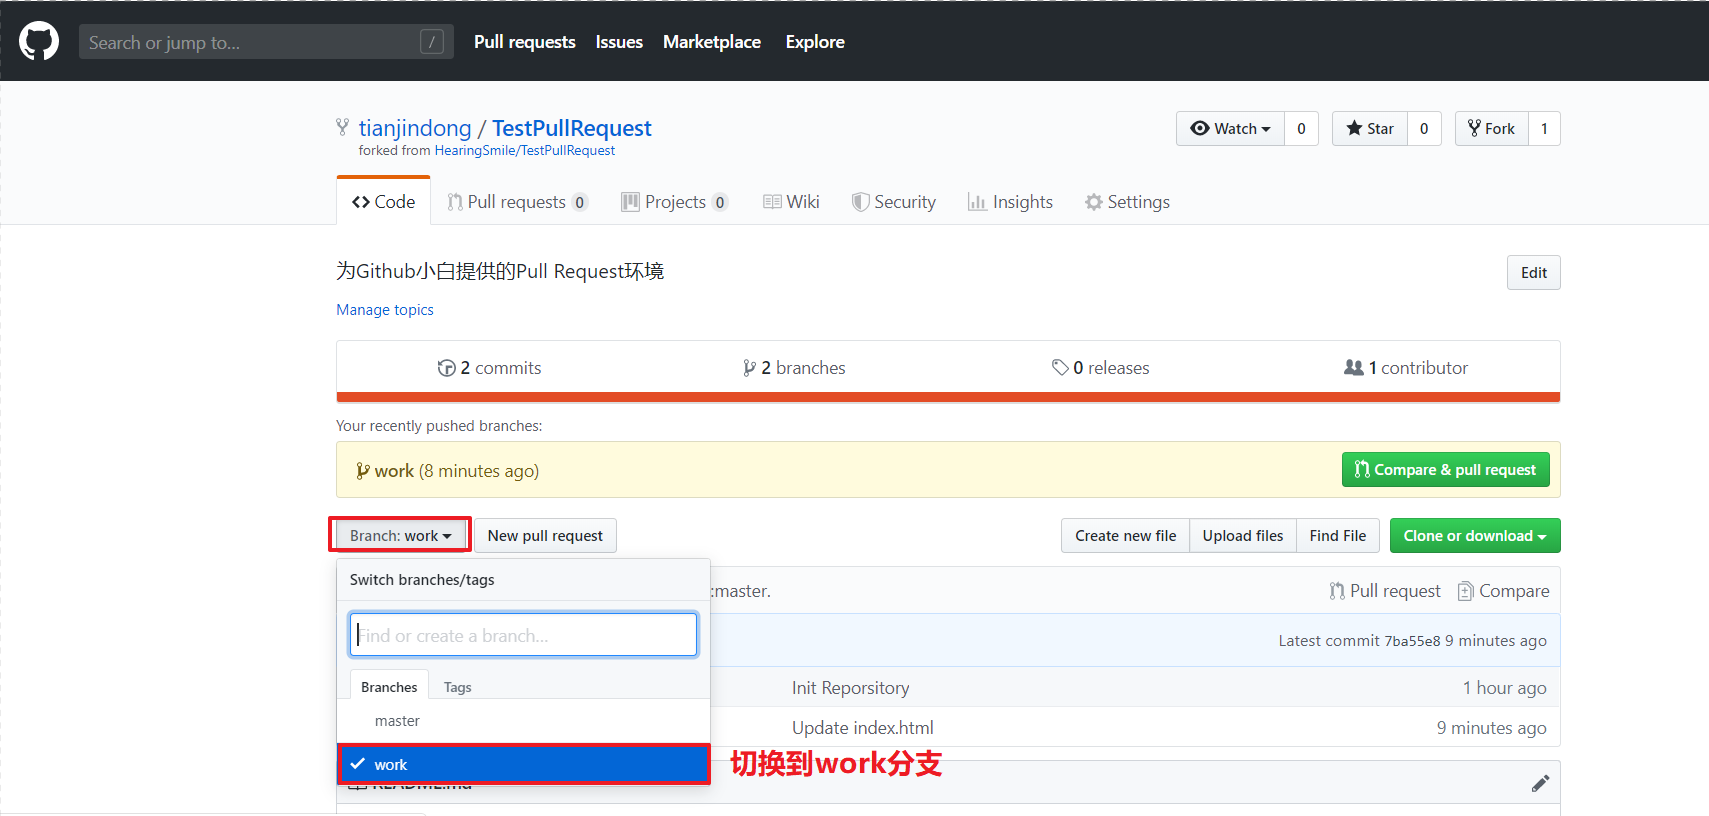 Search or jump to... / Pull requests Issues Marketplace Explore
tianjindong / TestPullRequest Watch 0 Star 0 Fork 1
forked from HearingSmile/TestPullRequest
Code Pull requests 0 Projects 0 Wiki Security Insights Settings
为Github小白提供的Pull Request环境 Edit
Manage topics
2 commits 2 branches 0 releases 1 contributor
Your recently pushed branches:
work (8 minutes ago) Compare & pull request
Branch: work New pull request Create new file Upload files Find File Clone or download
Switch branches/tags
:master. Pull request Compare
Find or create a branch...
Latest commit 7ba55e8 9 minutes ago
Branches Tags
Init Reporsitory 1 hour ago
master
Update index.html 9 minutes ago
work 切换到work分支
README.md